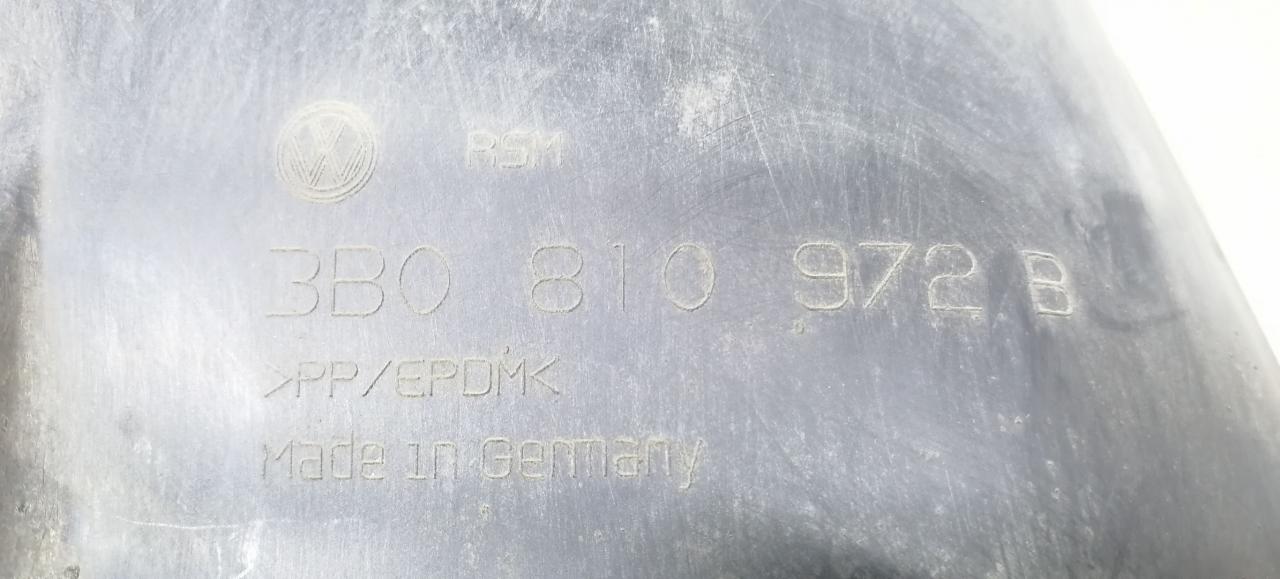 RSM
3B0 810 972 B
>PP/EPDM<
Made in Germany